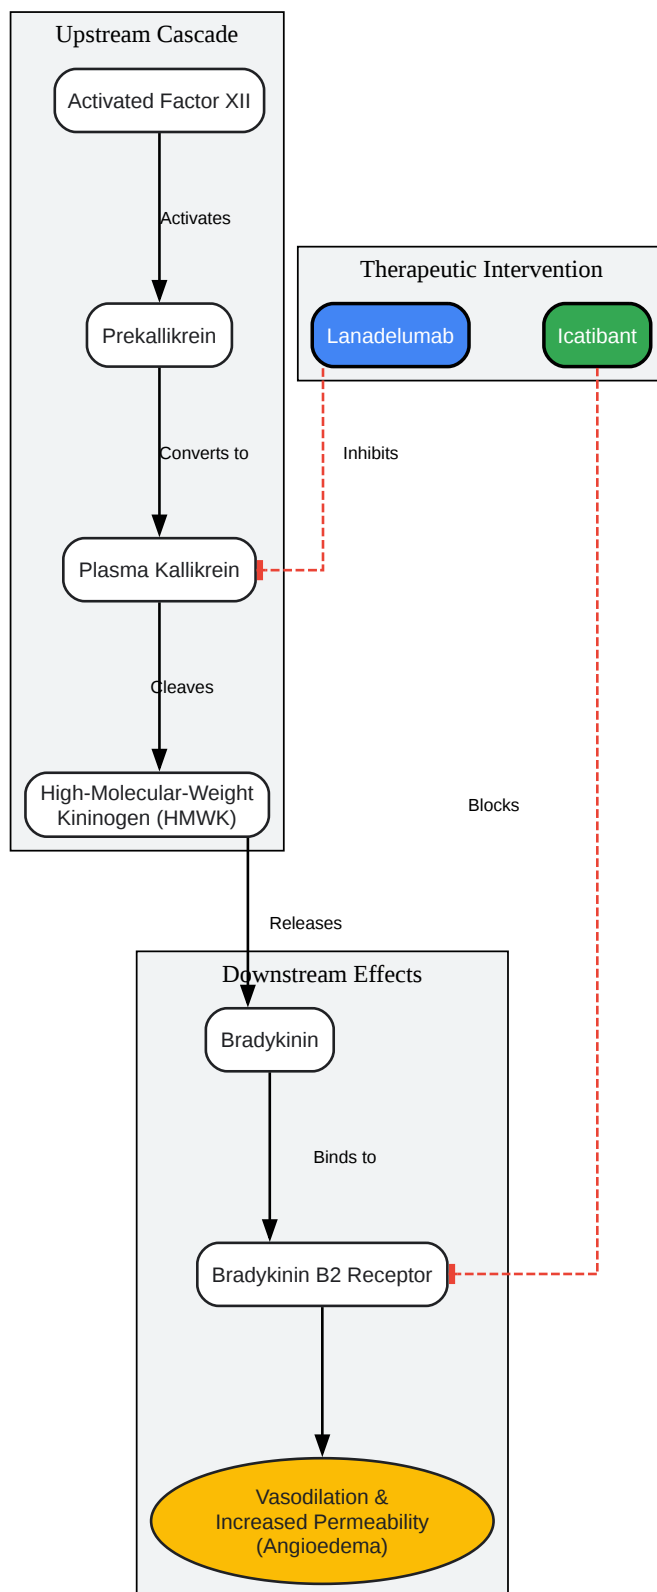 Upstream Cascade
Activated Factor XII
Activates
Therapeutic Intervention
Prekallikrein
Lanadelumab
Icatibant
Converts to
Inhibits
Plasma Kallikrein
Cleaves
High-Molecular-Weight
Kininogen (HMWK)
Blocks
Releases
Downstream Effects
Bradykinin
Binds to
Bradykinin B2 Receptor
Vasodilation &
Increased Permeability
(Angioedema)